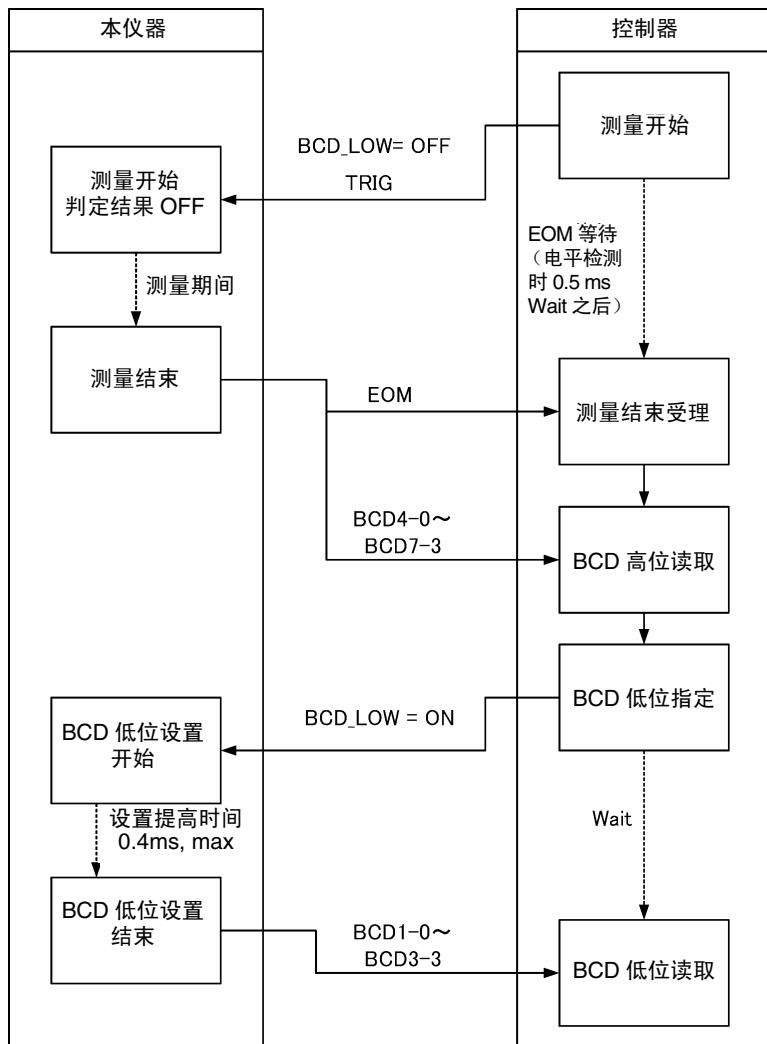 本仪器
控制器
测量开始
BCD_LOW= OFF
TRIG
测量开始
判定结果 OFF
EOM 等待
（电平检测
时 0.5 ms
Wait 之后）
测量期间
测量结束
EOM
测量结束受理
BCD4-0～
BCD7-3
BCD 高位读取
BCD 低位指定
BCD_LOW = ON
BCD 低位设置
开始
设置提高时间
0.4ms, max
Wait
BCD 低位设置
结束
BCD1-0～
BCD3-3
BCD 低位读取